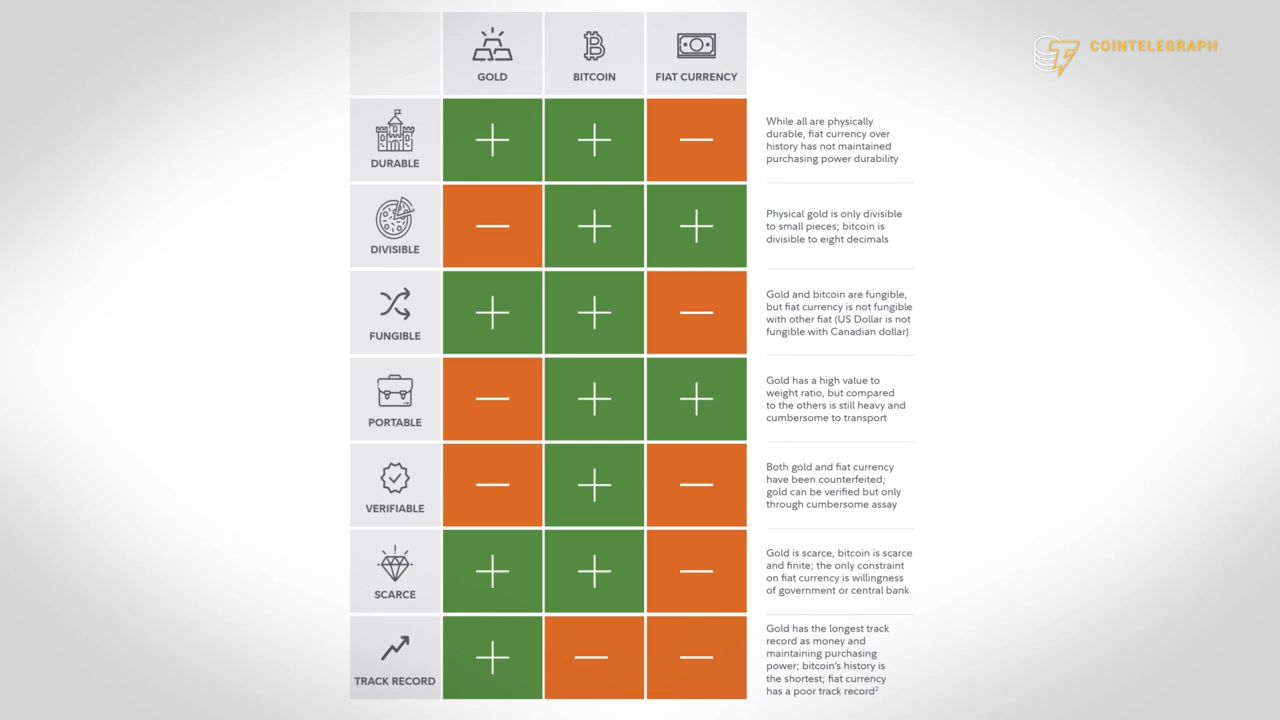 COINTELEGRAPH
GOLD
BITCOIN
FIAT CURRENCY
DURABLE
While all are physically
durable, fiat currency over
history has not maintained
purchasing power durability
DIVISIBLE
Physical gold is only divisible
to small pieces; bitcoin is
divisible to eight decimals
FUNGIBLE
Gold and bitcoin are fungible,
but fiat currency is not fungible
with other fiat (US Dollar is not
fungible with Canadian dollar)
PORTABLE
Gold has a high value to
weight ratio, but compared
to the others is still heavy and
cumbersome to transport
VERIFIABLE
Both gold and fiat currency
have been counterfeited;
gold can be verified but only
through cumbersome assay
SCARCE
Gold is scarce, bitcoin is scarce
and finite; the only constraint
on fiat currency is willingness
of government or central bank
TRACK RECORD
Gold has the longest track
record as money and
maintaining purchasing
power; bitcoin's history is
the shortest; fiat currency
has a poor track record²